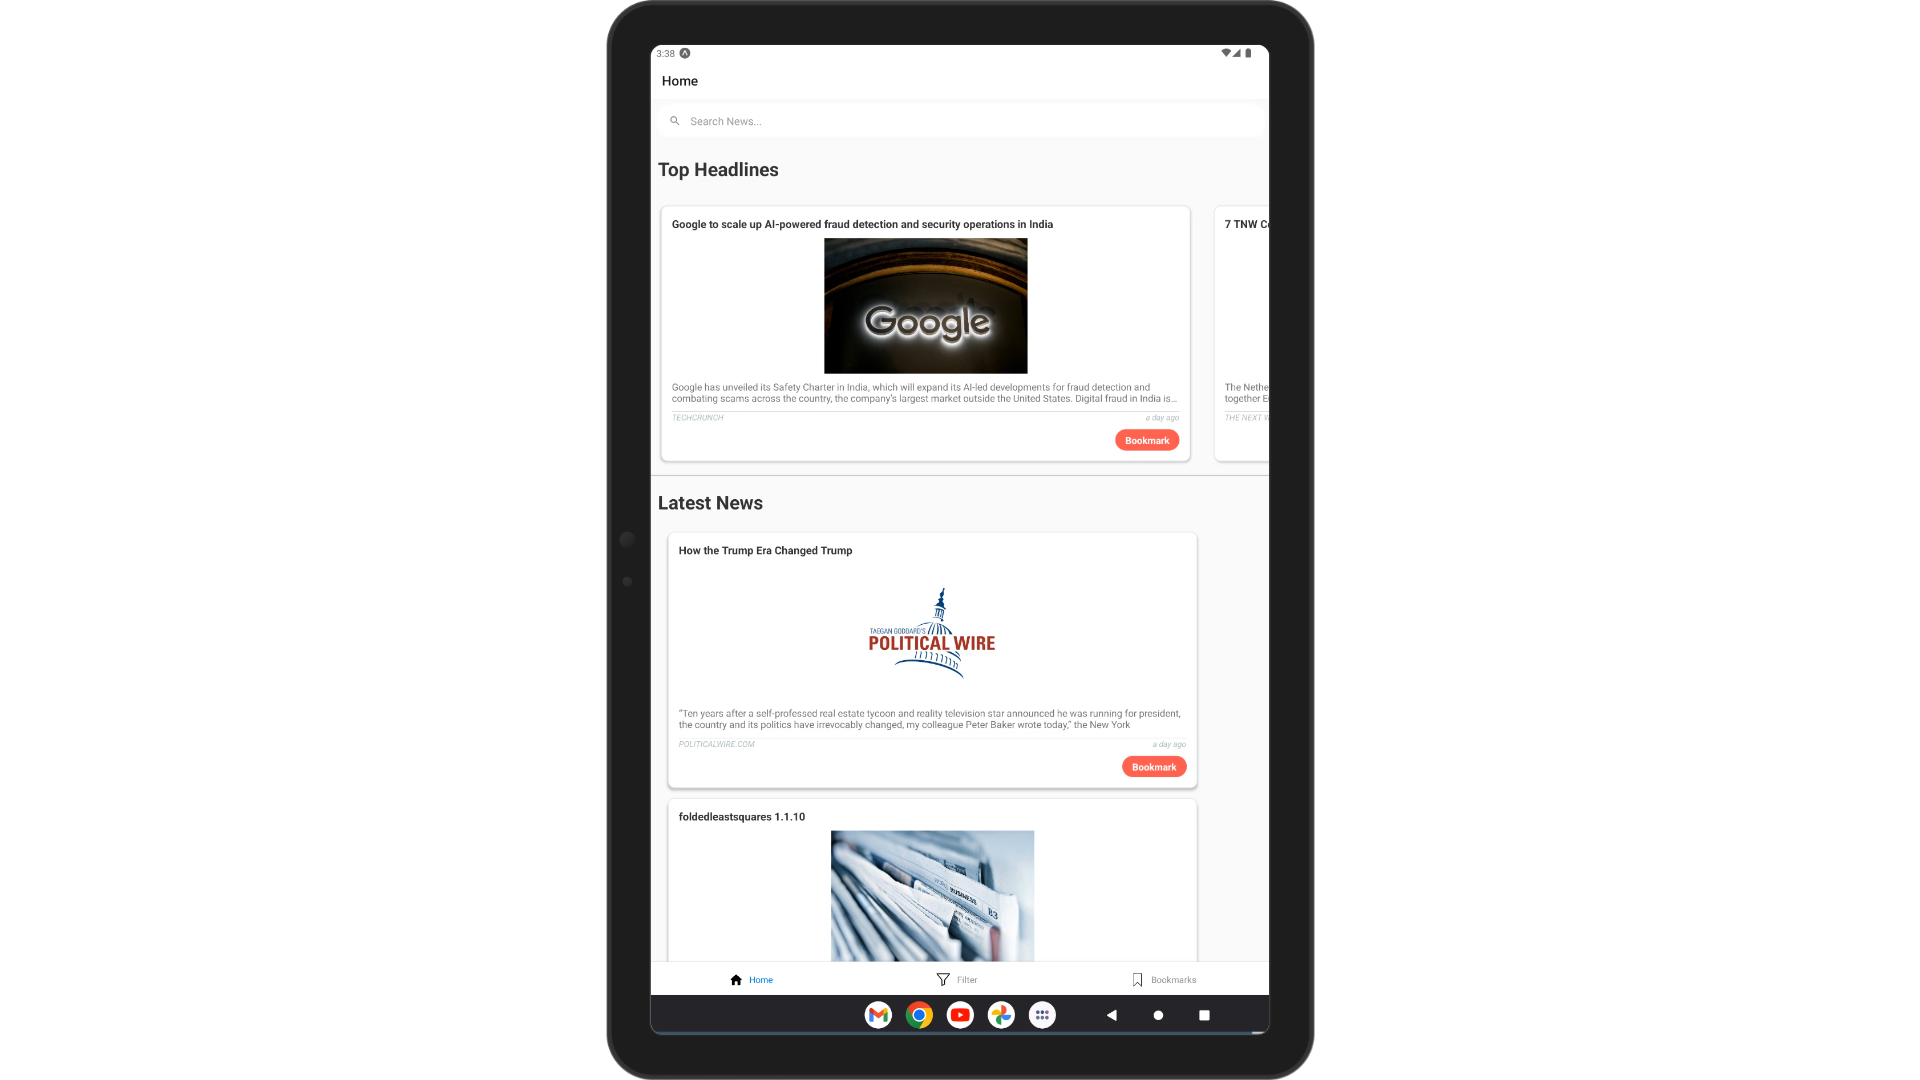 3:38
Home
Search News...
Top Headlines
Google to scale up AI-powered fraud detection and security operations in India
Google
Google has unveiled its Safety Charter in India, which will expand its AI-led developments for fraud detection and
combating scams across the country, the company's largest market outside the United States. Digital fraud in India is...
TECHCRUNCH
a day ago
Bookmark
7 TNW
The
together
THE NEXT
Latest News
How the Trump Era Changed Trump
TAEGAN GODDARD'S
POLITICAL WIRE
“Ten years after a self-professed real estate tycoon and reality television star announced he was running for president,
the country and its politics have irrevocably changed, my colleague Peter Baker wrote today,” the New York
POLITICALWIRE.COM
a day ago
Bookmark
foldedleastsquares 1.1.10
BUSINESS
B3
Home
Filter
Bookmarks